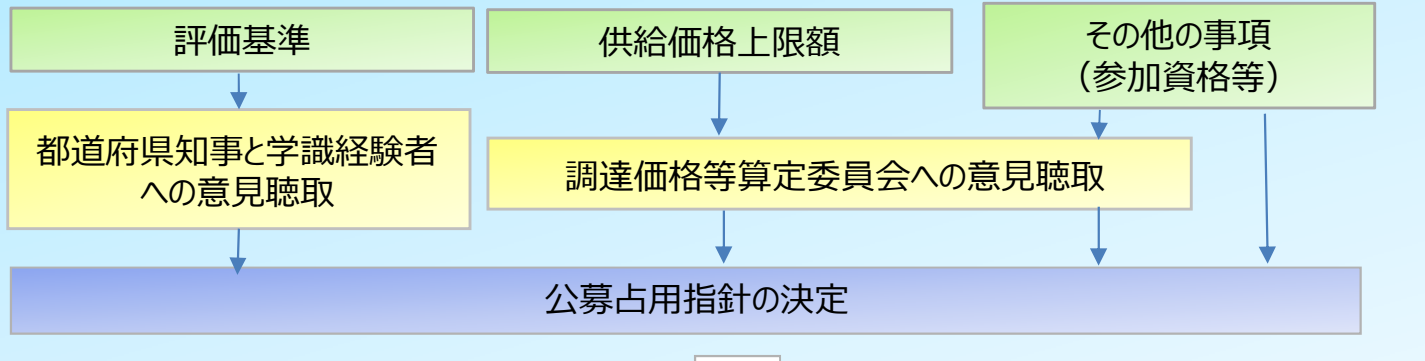 評価基準
供給価格上限額
その他の事項
（参加資格等）
都道府県知事と学識経験者
への意見聴取
調達価格等算定委員会への意見聴取
公募占用指針の決定